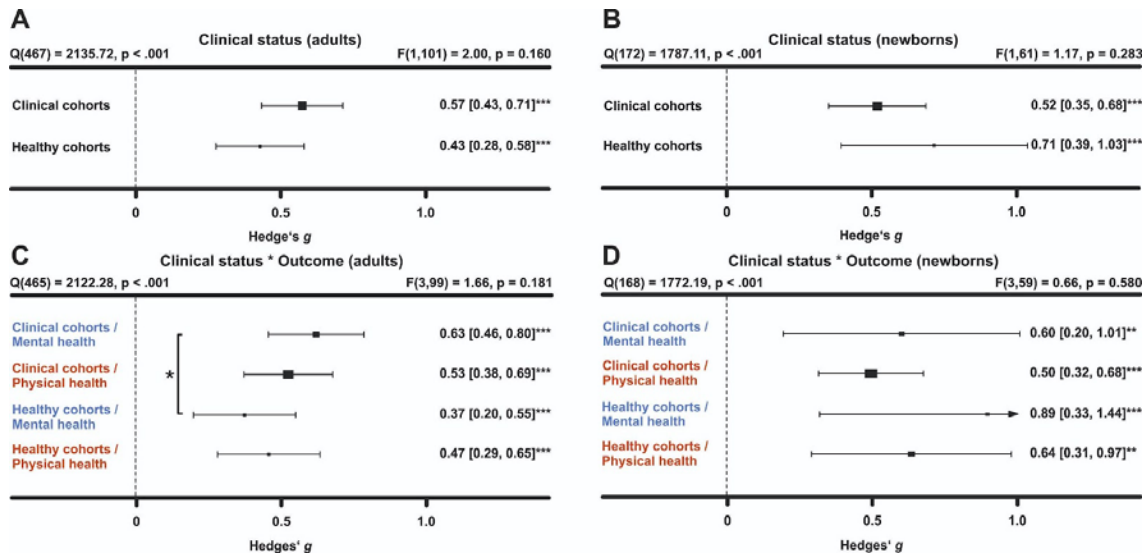 A
Clinical status (adults)
Q(467) = 2135.72, p < .001
F(1,101) = 2.00, p = 0.160
Clinical cohorts
0.57 [0.43, 0.71]***
Healthy cohorts
0.43 [0.28, 0.58]***
0
0.5
1.0
Hedge's g
B
Clinical status (newborns)
Q(172) = 1787.11, p < .001
F(1,61) = 1.17, p = 0.283
Clinical cohorts
0.52 [0.35, 0.68]***
Healthy cohorts
0.71 [0.39, 1.03]***
0
0.5
1.0
Hedge's g
C
Clinical status * Outcome (adults)
Q(465) = 2122.28, p < .001
F(3,99) = 1.66, p = 0.181
Clinical cohorts /
Mental health
0.63 [0.46, 0.80]***
Clinical cohorts /
Physical health
0.53 [0.38, 0.69]***
*
Healthy cohorts /
Mental health
0.37 [0.20, 0.55]***
Healthy cohorts /
Physical health
0.47 [0.29, 0.65]***
0
0.5
1.0
Hedges' g
D
Clinical status * Outcome (newborns)
Q(168) = 1772.19, p < .001
F(3,59) = 0.66, p = 0.580
Clinical cohorts /
Mental health
0.60 [0.20, 1.01]**
Clinical cohorts /
Physical health
0.50 [0.32, 0.68]***
Healthy cohorts /
Mental health
0.89 [0.33, 1.44]***
Healthy cohorts /
Physical health
0.64 [0.31, 0.97]**
0
0.5
1.0
Hedges' g